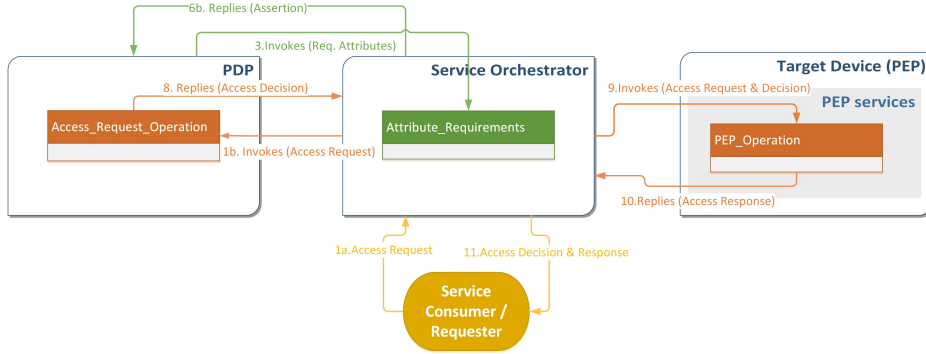 6b. Replies (Assertion)
3.Invokes (Req. Attributes)
PDP
Service Orchestrator
Target Device (PEP)
8. Replies (Access Decision)
9.Invokes (Access Request & Decision)
PEP services
Access_Request_Operation
Attribute_Requirements
PEP_Operation
1b. Invokes (Access Request)
10.Replies (Access Response)
1a.Access Request
11.Access Decision & Response
Service
Consumer /
Requester